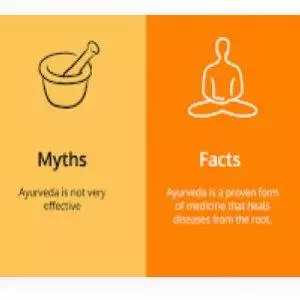 Myths
Ayurveda is not very
effective
Facts
Ayurveda is a proven form
of medicine that heals
diseases from the root.